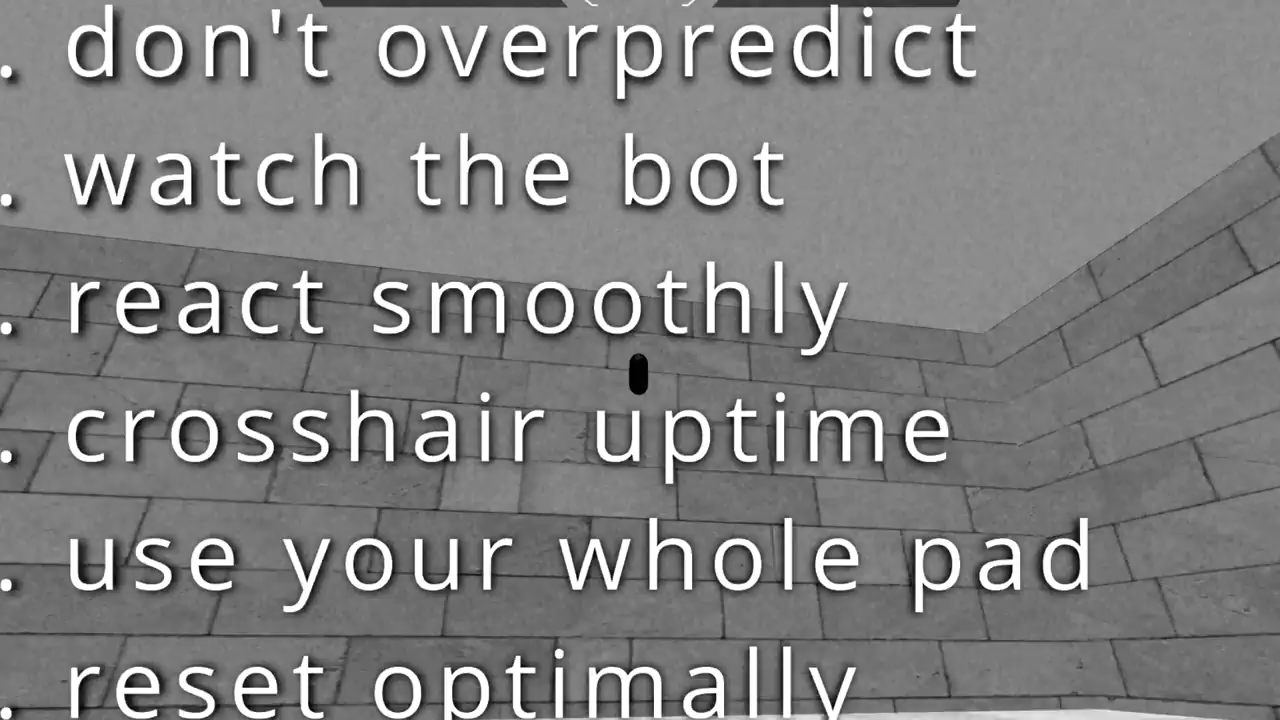 . don't overpredict
. watch the bot
. react smoothly
. crosshair uptime
. use your whole pad
. reset optimally